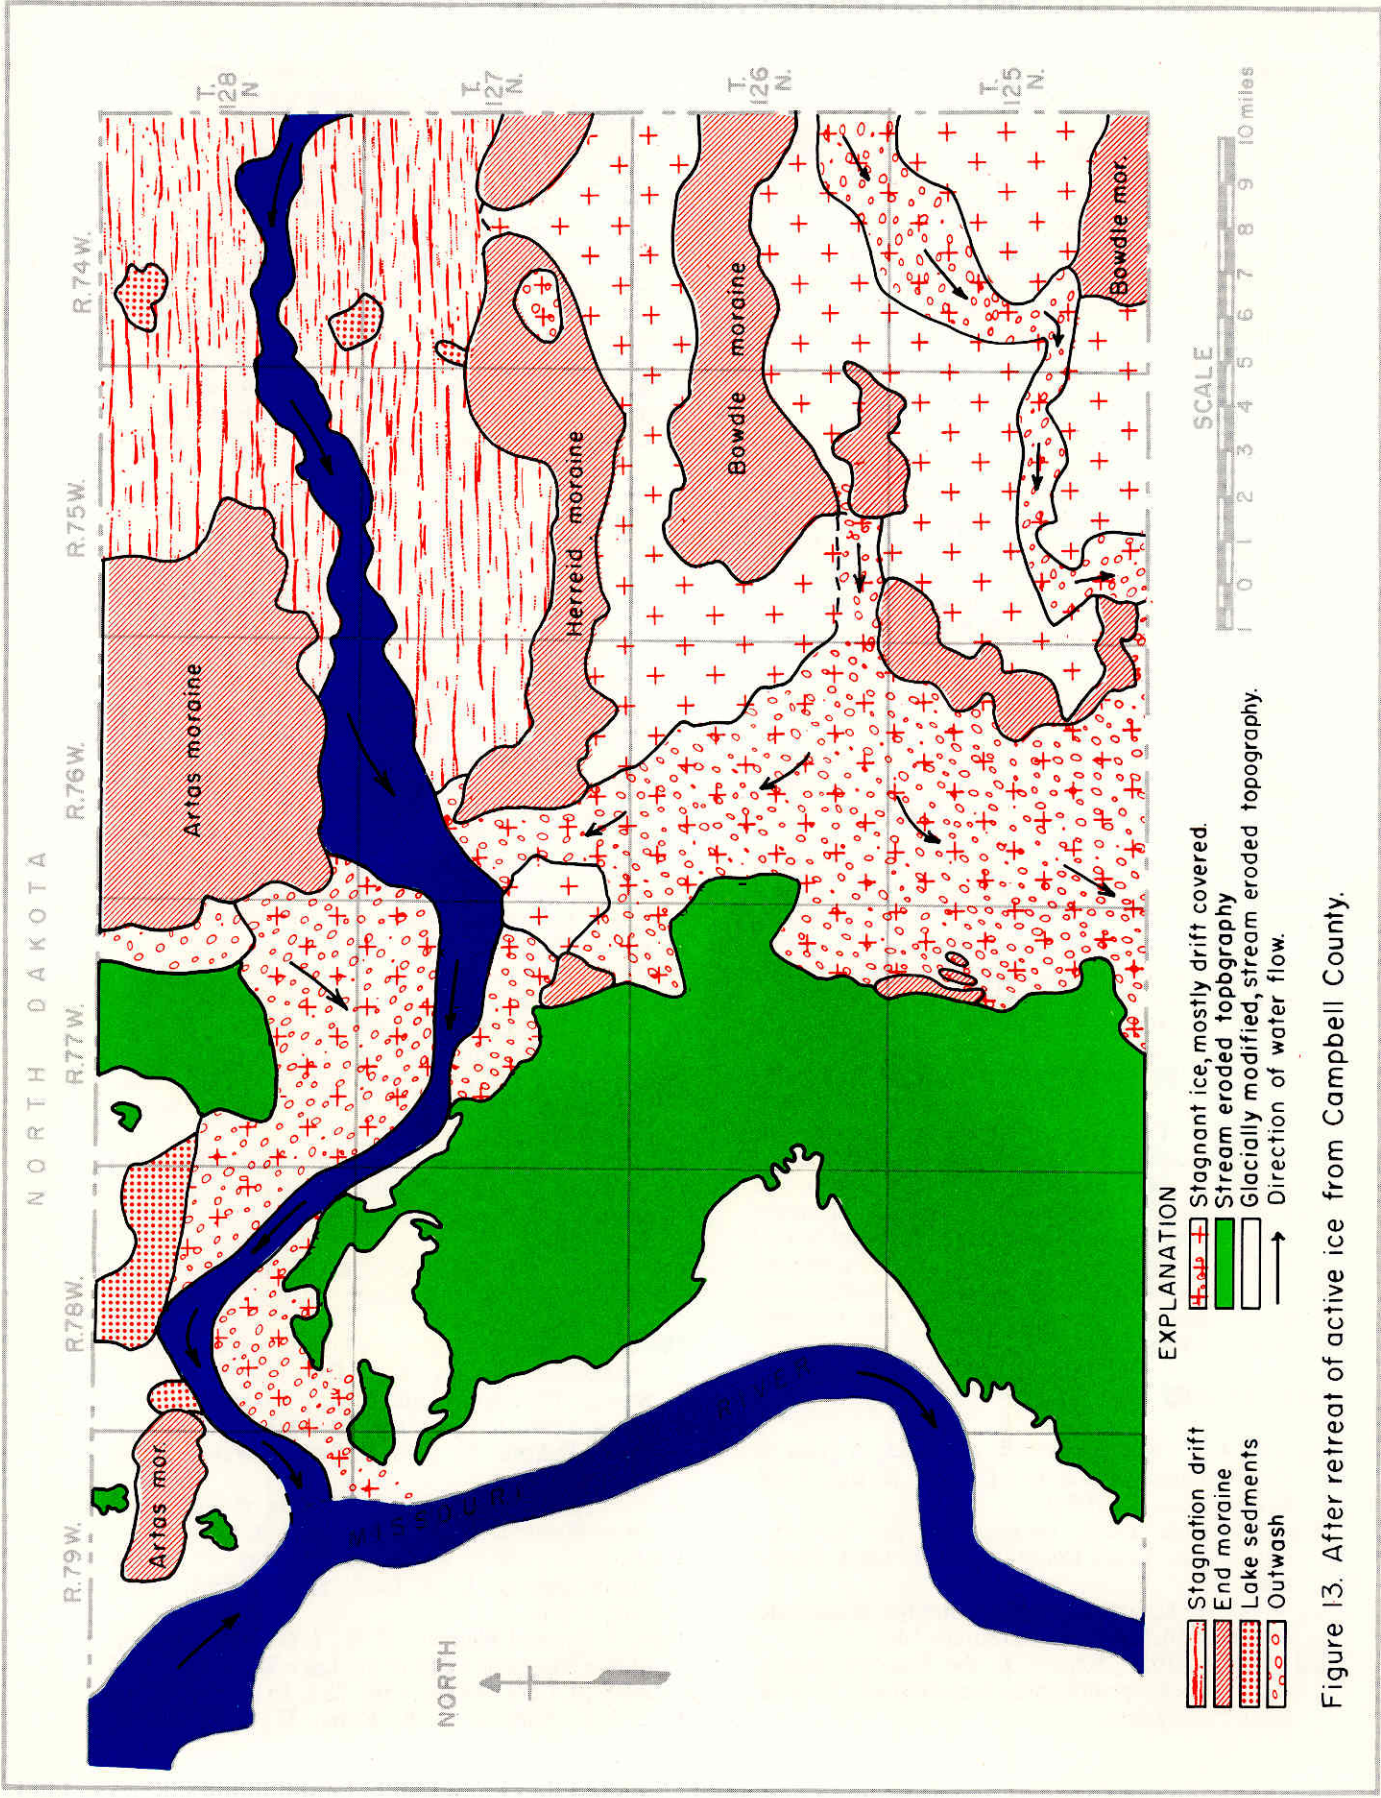 NORTH DAKOTA
R.79W.
R.78W.
R.77W.
R.76W.
R.75W.
R.74W.
T.
128
N
T.
127
N.
T.
126
N.
T.
125
N.
Artas mor.
Artas moraine
Herreid moraine
Bowdle moraine
Bowdle mor.
MISSOURI RIVER
NORTH
EXPLANATION
Stagnation drift
End moraine
Lake sediments
Outwash
Stagnant ice, mostly drift covered.
Stream eroded topbgraphy
Glacially modified, stream eroded topography.
Direction of water flow.
SCALE
1 0 1 2 3 4 5 6 7 8 9 10 miles
Figure 13. After retreat of active ice from Campbell County.